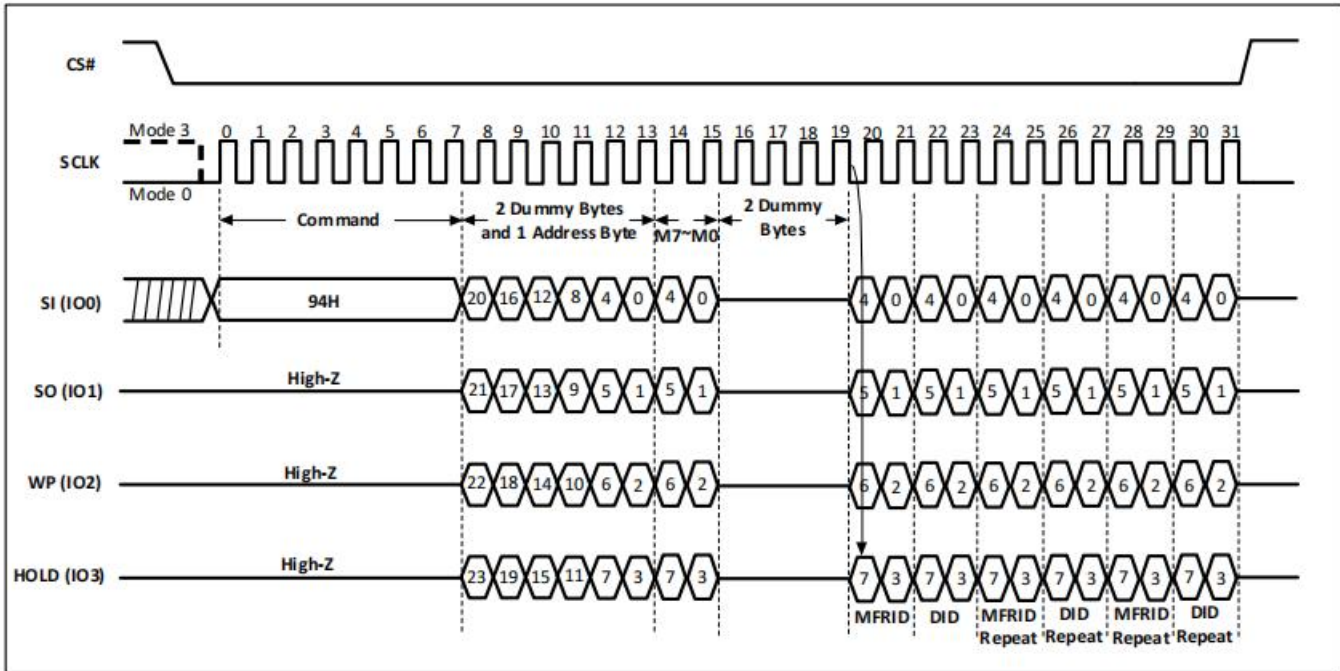 CS#
Mode 3
0 1 2 3 4 5 6 7 8 9 10 11 12 13 14 15 16 17 18 19 20 21 22 23 24 25 26 27 28 29 30 31
SCLK
Mode 0
Command
2 Dummy Bytes
and 1 Address Byte
M7~M0
2 Dummy
Bytes
SI (IO0) 94H 20 16 12 8 4 0 4 0 4 0 4 0 4 0 4 0 4 0 4 0
SO (IO1) High-Z 21 17 13 9 5 1 5 1 5 1 5 1 5 1 5 1 5 1 5 1
WP (IO2) High-Z 22 18 14 10 6 2 6 2 6 2 6 2 6 2 6 2 6 2 6 2
HOLD (IO3) High-Z 23 19 15 11 7 3 7 3 7 3 7 3 7 3 7 3 7 3 7 3
MFRID DID MFRID DID MFRID DID
Repeat Repeat Repeat Repeat